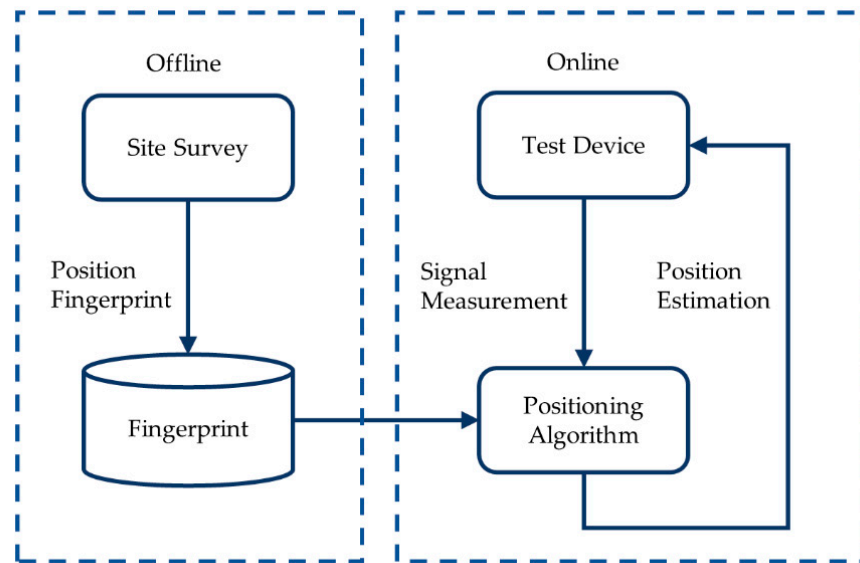 Offline
Site Survey
Position
Fingerprint
Fingerprint
Online
Test Device
Signal
Measurement
Position
Estimation
Positioning
Algorithm